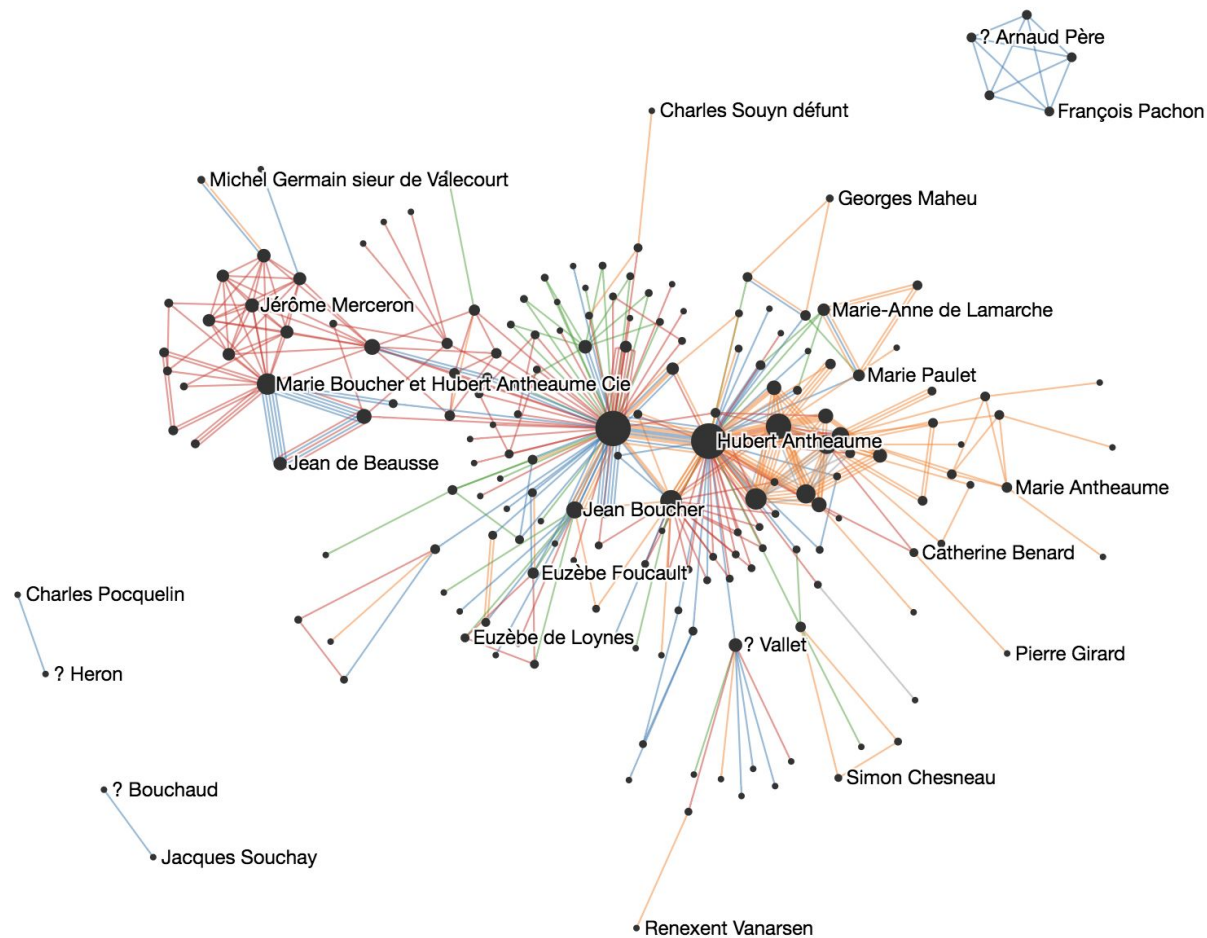 ? Arnaud Père
Charles Souyn défunt
François Pachon
Michel Germain sieur de Valecourt
Georges Maheu
Jérôme Merceron
Marie-Anne de Lamarche
Marie Paulet
Marie Boucher et Hubert Antheaume Cie
Hubert Antheaume
Jean de Beausse
Marie Antheaume
Jean Boucher
Catherine Benard
Euzèbe Foucault
Charles Pocquelin
Euzèbe de Loynes
? Vallet
Pierre Girard
? Heron
Simon Chesneau
? Bouchaud
Jacques Souchay
Renexent Vanarsen